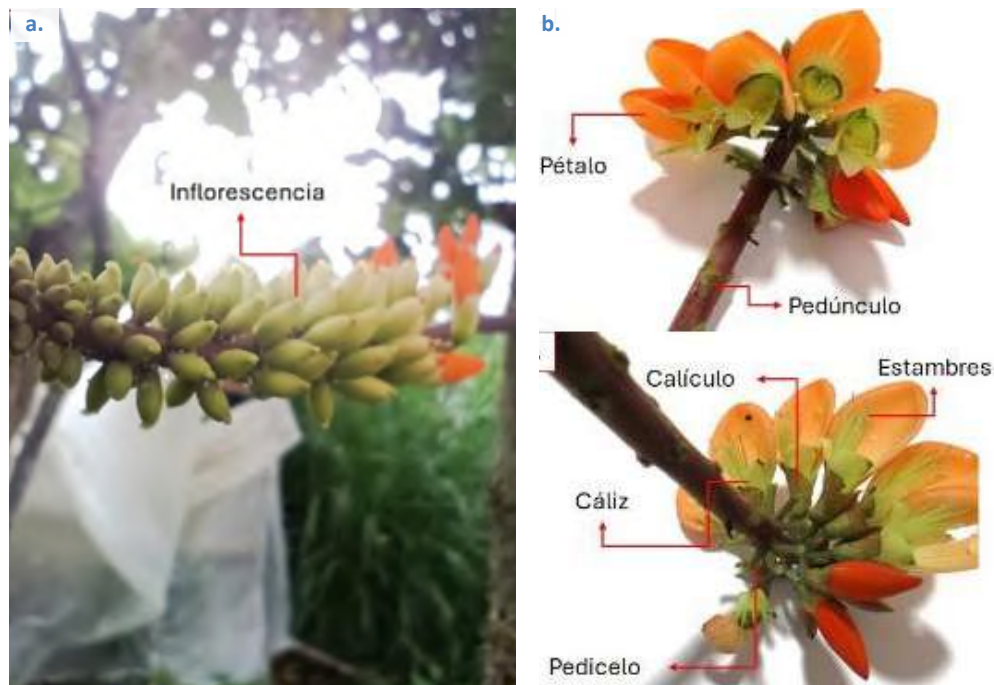 a.
Inflorescencia
b.
Pétalo
Pedúnculo
Calículo
Estambres
Cáliz
Pedicelo